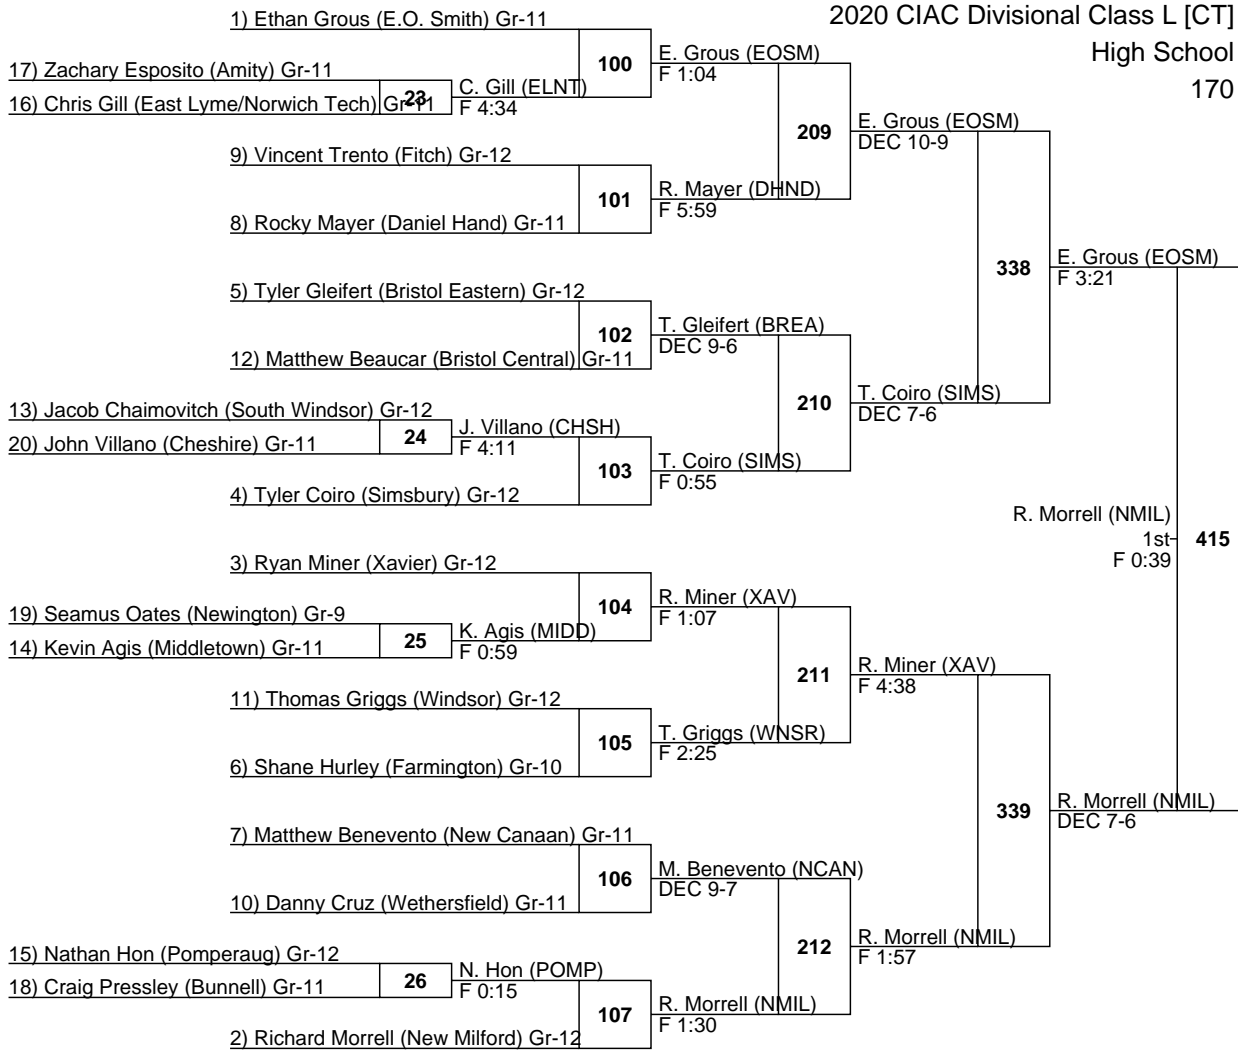 2020 CIAC Divisional Class L [CT]
High School
170
1) Ethan Grous (E.O. Smith) Gr-11
100
E. Grous (EOSM)
F 1:04
17) Zachary Esposito (Amity) Gr-11
23
C. Gill (ELNT)
F 4:34
16) Chris Gill (East Lyme/Norwich Tech) Gr-11
209
E. Grous (EOSM)
DEC 10-9
9) Vincent Trento (Fitch) Gr-12
101
R. Mayer (DHND)
F 5:59
8) Rocky Mayer (Daniel Hand) Gr-11
338
E. Grous (EOSM)
F 3:21
5) Tyler Gleifert (Bristol Eastern) Gr-12
102
T. Gleifert (BREA)
DEC 9-6
12) Matthew Beaucar (Bristol Central) Gr-11
210
T. Coiro (SIMS)
DEC 7-6
13) Jacob Chaimovitch (South Windsor) Gr-12
24
J. Villano (CHSH)
F 4:11
20) John Villano (Cheshire) Gr-11
103
T. Coiro (SIMS)
F 0:55
4) Tyler Coiro (Simsbury) Gr-12
R. Morrell (NMIL)
1st
415
F 0:39
3) Ryan Miner (Xavier) Gr-12
104
R. Miner (XAV)
F 1:07
19) Seamus Oates (Newington) Gr-9
25
K. Agis (MIDD)
F 0:59
14) Kevin Agis (Middletown) Gr-11
211
R. Miner (XAV)
F 4:38
11) Thomas Griggs (Windsor) Gr-12
105
T. Griggs (WNSR)
F 2:25
6) Shane Hurley (Farmington) Gr-10
339
R. Morrell (NMIL)
DEC 7-6
7) Matthew Benevento (New Canaan) Gr-11
106
M. Benevento (NCAN)
DEC 9-7
10) Danny Cruz (Wethersfield) Gr-11
212
R. Morrell (NMIL)
F 1:57
15) Nathan Hon (Pomperaug) Gr-12
26
N. Hon (POMP)
F 0:15
18) Craig Pressley (Bunnell) Gr-11
107
R. Morrell (NMIL)
F 1:30
2) Richard Morrell (New Milford) Gr-12